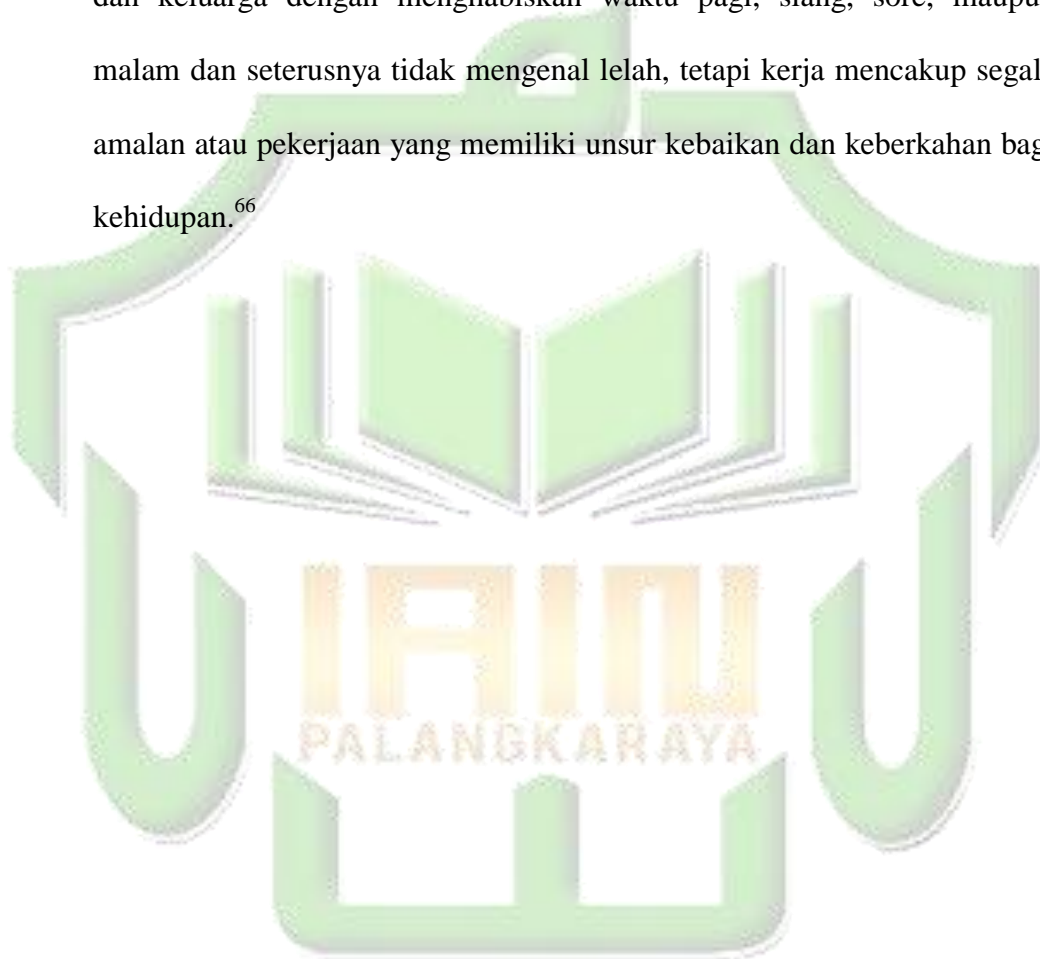 dan keluarga dengan menghabiskan waktu pagi, siang, sore, maupu
malam dan seterusnya tidak mengenal lelah, tetapi kerja mencakup segal
amalan atau pekerjaan yang memiliki unsur kebaikan dan keberkahan bag
kehidupan.66
IAIN
PALANGKARAYA